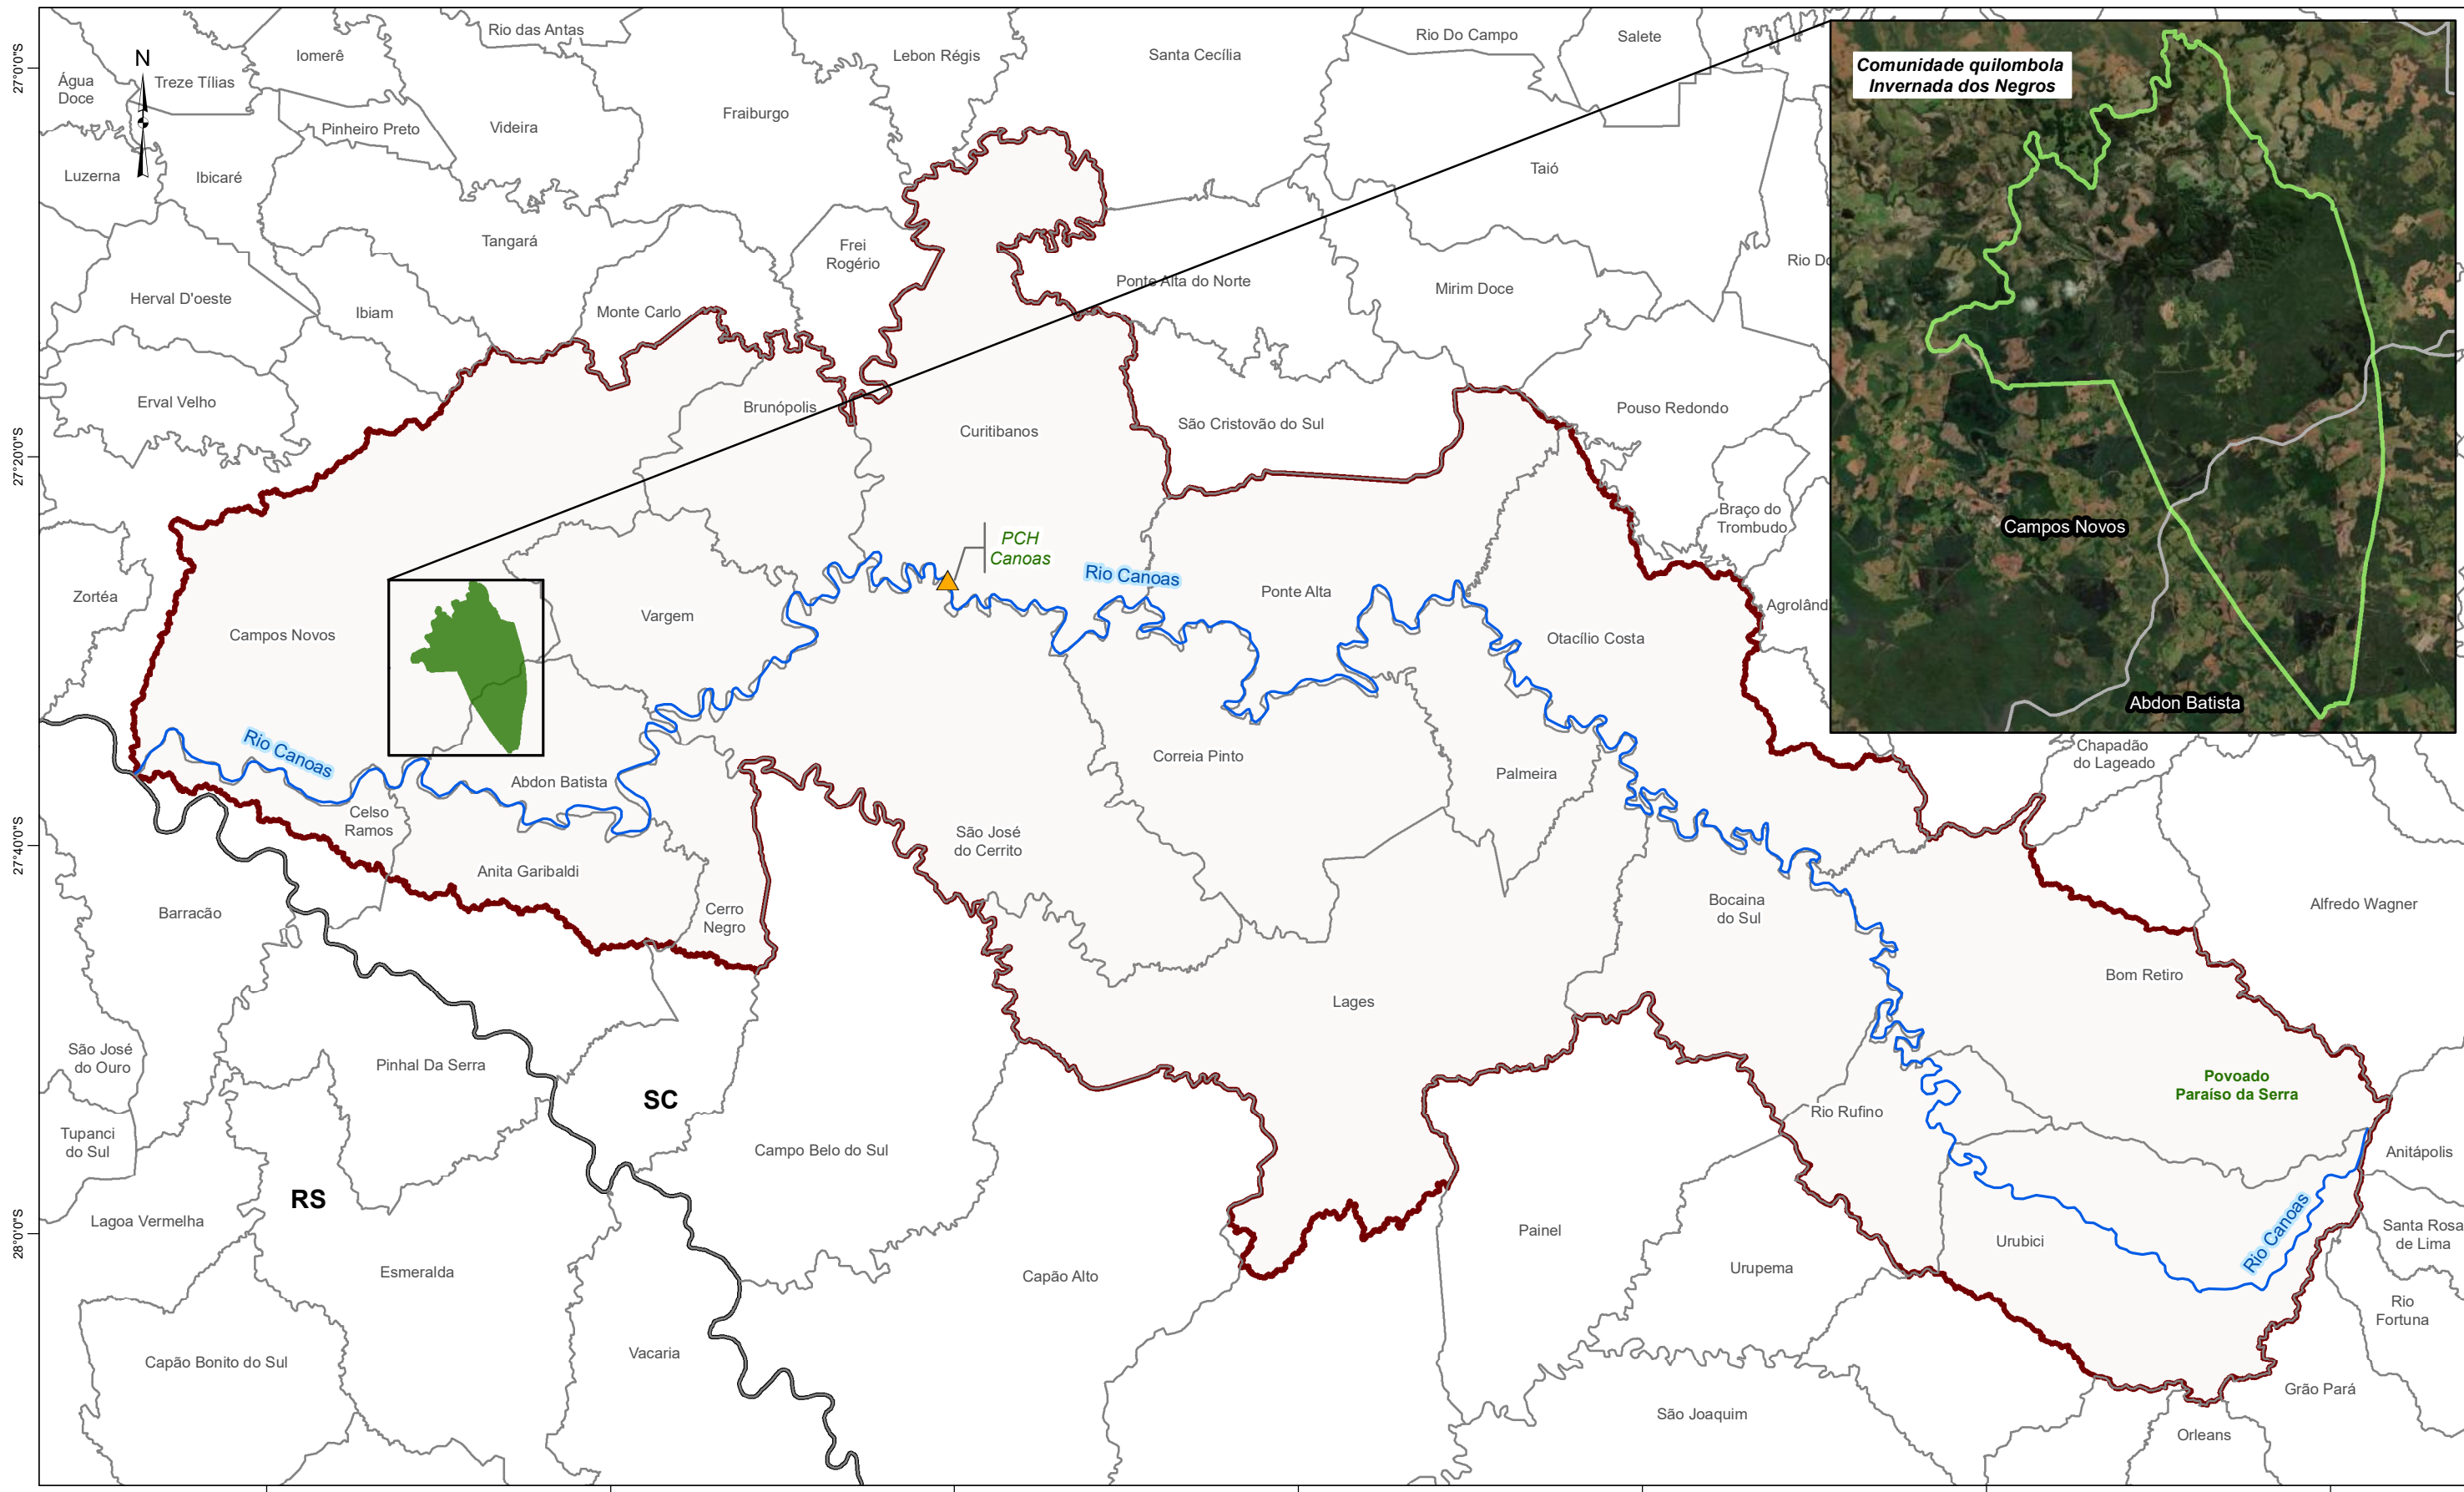 Rio das Antas
Iomerê
Lebon Régis
Santa Cecília
Rio Do Campo
Salete
N
27°0'0"S
Água
Doce
Treze Tílias
Comunidade quilombola
Invernada dos Negros
Pinheiro Preto
Videira
Fraiburgo
Luzerna
Ibicaré
Taió
Tangará
Frei
Rogério
Rio Do
Herval D'oeste
Ibiam
Monte Carlo
Ponte Alta do Norte
Mirim Doce
Erval Velho
Brunópolis
Curitibanos
São Cristovão do Sul
Pouso Redondo
27°20'0"S
Braço do
Trombudo
Campos Novos
PCH
Canoas
Rio Canoas
Zortéa
Ponte Alta
Agrolând
Vargem
Campos Novos
Otacílio Costa
Abdon Batista
Rio Canoas
Abdon Batista
Correia Pinto
Palmeira
Chapadão
do Lageado
Celso
Ramos
São José
do Cerrito
27°40'0"S
Anita Garibaldi
Barracão
Cerro
Negro
Bocaina
do Sul
Alfredo Wagner
Bom Retiro
Lages
São José
do Ouro
Pinhal Da Serra
SC
Povoado
Paraíso da Serra
Rio Rufino
Tupanci
do Sul
Campo Belo do Sul
Anitápolis
RS
Lagoa Vermelha
28°0'0"S
Painel
Urubici
Rio Canoas
Santa Rosa
de Lima
Esmeralda
Capão Alto
Urupema
Rio
Fortuna
Capão Bonito do Sul
Vacaria
Grão Pará
São Joaquim
Orleans